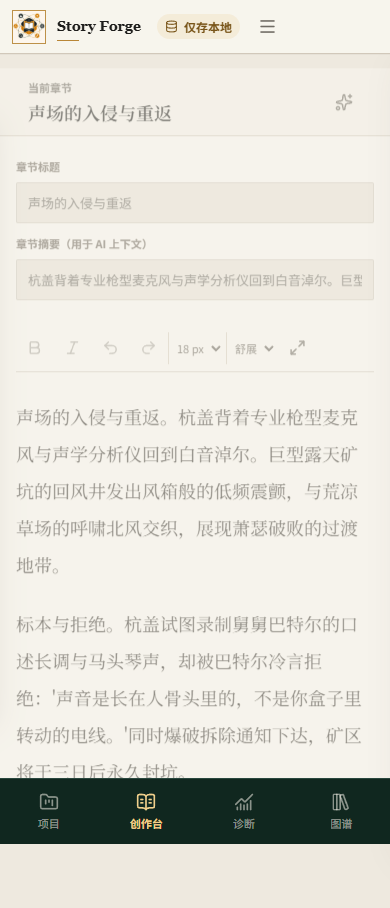 Story Forge
仅存本地
当前章节
声场的入侵与重返
章节标题
声场的入侵与重返
章节摘要（用于 AI 上下文）
杭盖背着专业枪型麦克风与声学分析仪回到白音淖尔。巨型
18 px
舒展
声场的入侵与重返。杭盖背着专业枪型麦克
风与声学分析仪回到白音淖尔。巨型露天矿
坑的回风井发出风箱般的低频震颤，与荒凉
草场的呼啸北风交织，展现萧瑟破败的过渡
地带。
标本与拒绝。杭盖试图录制舅舅巴特尔的口
述长调与马头琴声，却被巴特尔冷言拒
绝：'声音是长在人骨头里的，不是你盒子里
转动的电线。'同时爆破拆除通知下达，矿区
将于三日后永久封坑。
项目
创作台
诊断
图谱